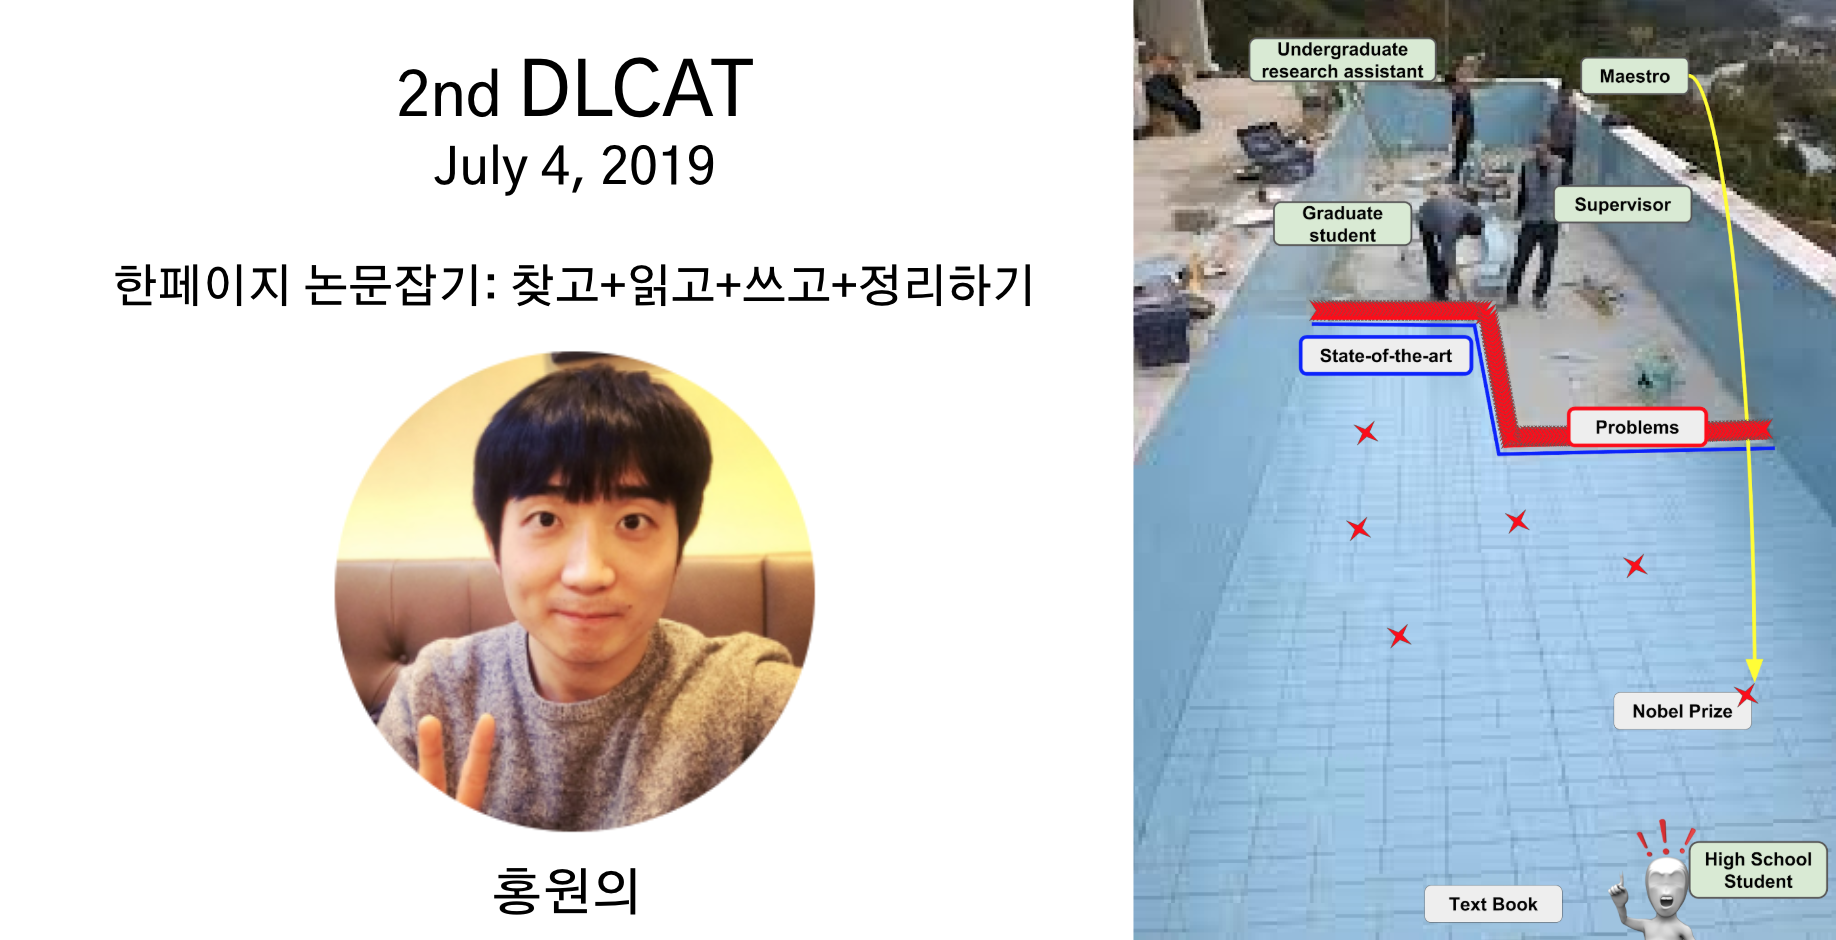 2nd DLCAT
July 4, 2019
한페이지 논문잡기: 찾고+읽고+쓰고+정리하기
홍원의
Undergraduate
research assistant
Maestro
Graduate
student
Supervisor
State-of-the-art
Problems
Nobel Prize
High School
Student
Text Book